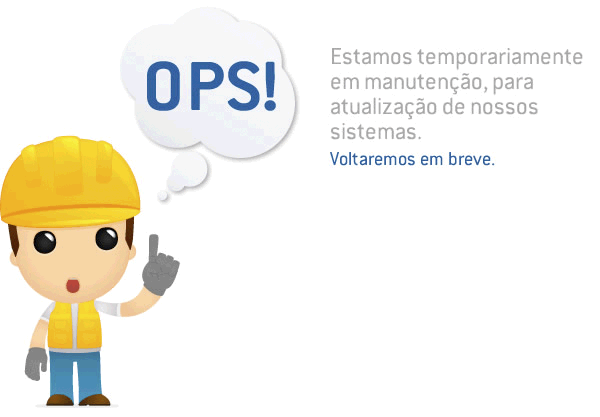 OPS!
Estamos temporariamente
em manutenção, para
atualização de nossos
sistemas.
Voltaremos em breve.